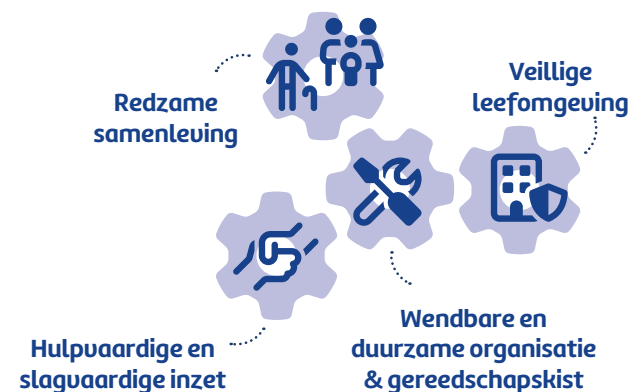 Redzame
samenleving
Veillige
leefomgeving
Hulpvaardige en
slagvaardige inzet
Wendbare en
duurzame organisatie
& gereedschapskist